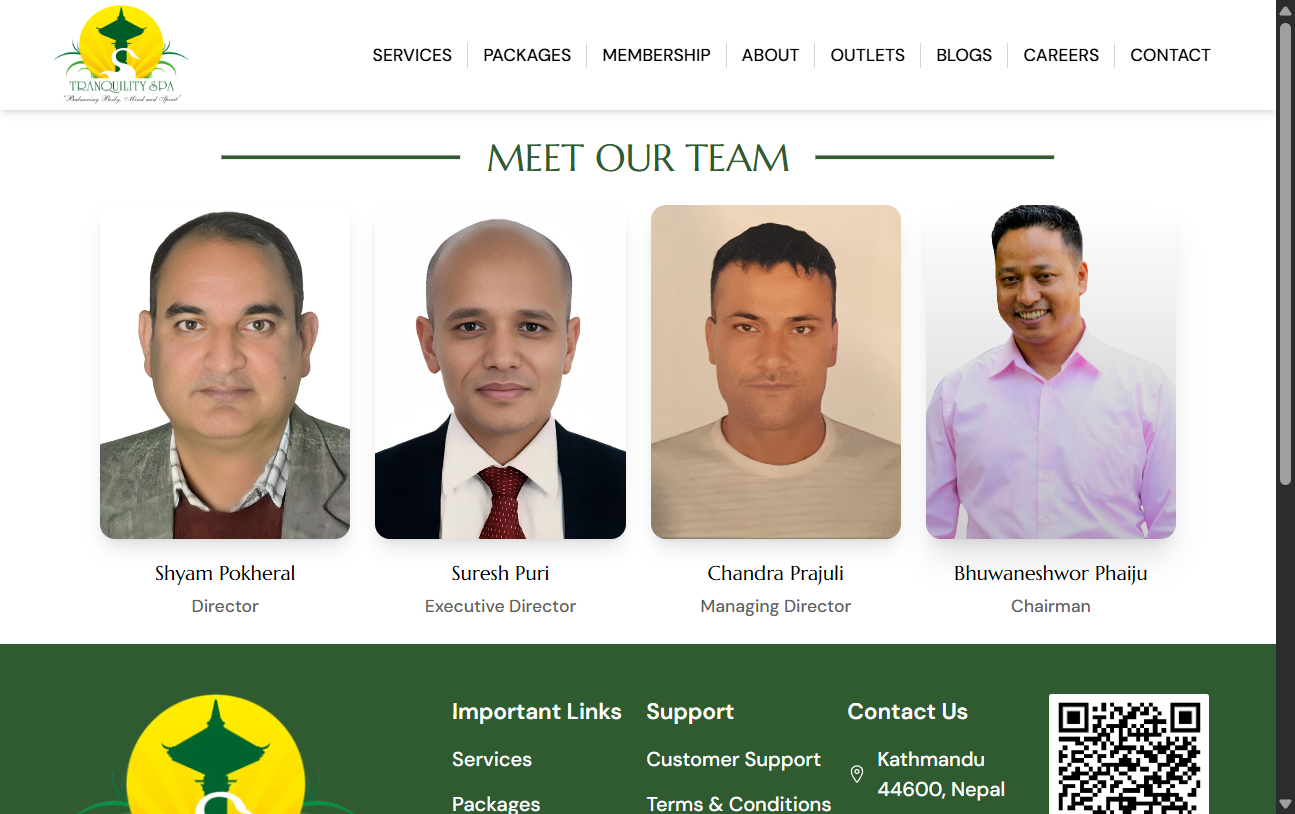 TRANQUILITY SPA
"Balancing Body, Mind and Spirit"
SERVICES PACKAGES MEMBERSHIP ABOUT OUTLETS BLOGS CAREERS CONTACT
MEET OUR TEAM
Shyam Pokheral
Director
Suresh Puri
Executive Director
Chandra Prajuli
Managing Director
Bhuwaneshwor Phaiju
Chairman
Important Links
Services
Packages
Support
Customer Support
Terms & Conditions
Contact Us
Kathmandu
44600, Nepal